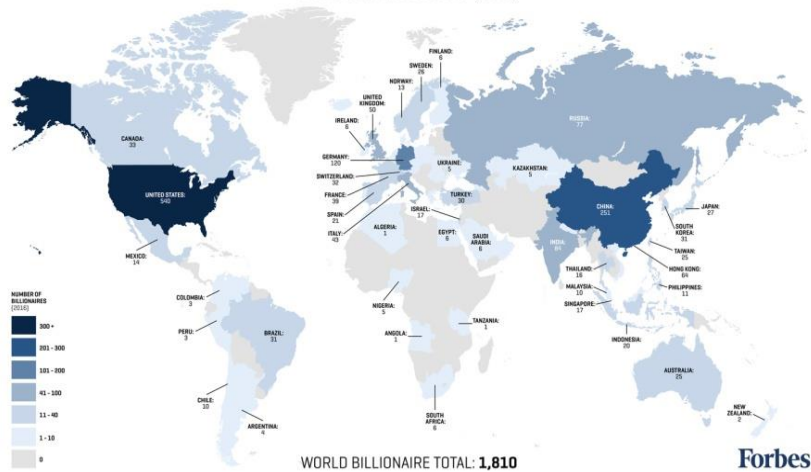 FINLAND:
6
SWEDEN:
26
NORWAY:
13
UNITED
KINGDOM:
50
IRELAND:
6
CANADA:
33
RUSSIA:
77
GERMANY:
120
UKRAINE:
5
KAZAKHSTAN:
5
SWITZERLAND:
32
UNITED STATES:
540
FRANCE:
39
TURKEY:
30
CHINA:
251
JAPAN:
27
SPAIN:
21
ISRAEL:
17
SOUTH
KOREA:
31
ITALY:
43
ALGERIA:
1
EGYPT:
6
SAUDI
ARABIA:
6
INDIA:
84
TAIWAN:
25
MEXICO:
14
THAILAND:
16
HONG KONG:
64
MALAYSIA:
10
PHILIPPINES:
11
SINGAPORE:
17
NUMBER OF
BILLIONAIRES
(2016)
300 +
201 - 300
101 - 200
41 - 100
11 - 40
1 - 10
0
COLOMBIA:
3
NIGERIA:
5
TANZANIA:
1
PERU:
3
BRAZIL:
31
ANGOLA:
1
INDONESIA:
20
AUSTRALIA:
25
CHILE:
10
ARGENTINA:
4
SOUTH
AFRICA:
6
NEW
ZEALAND:
2
WORLD BILLIONAIRE TOTAL: 1,810
Forbes